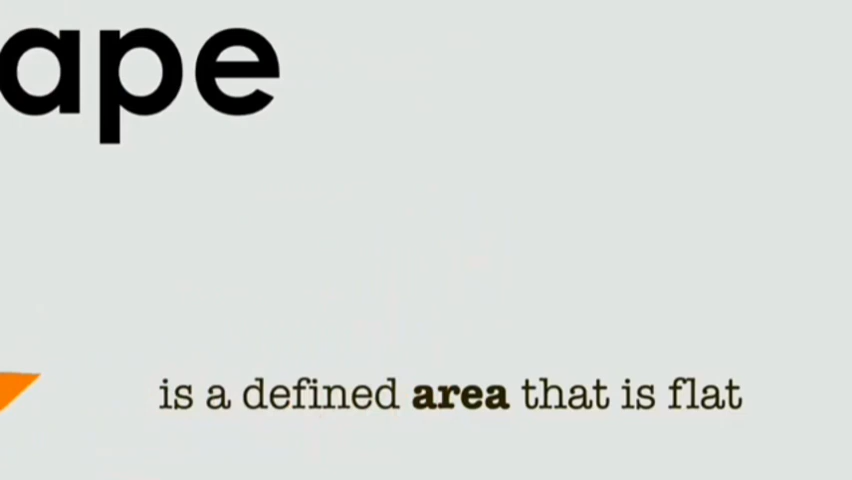 ape
is a defined area that is flat